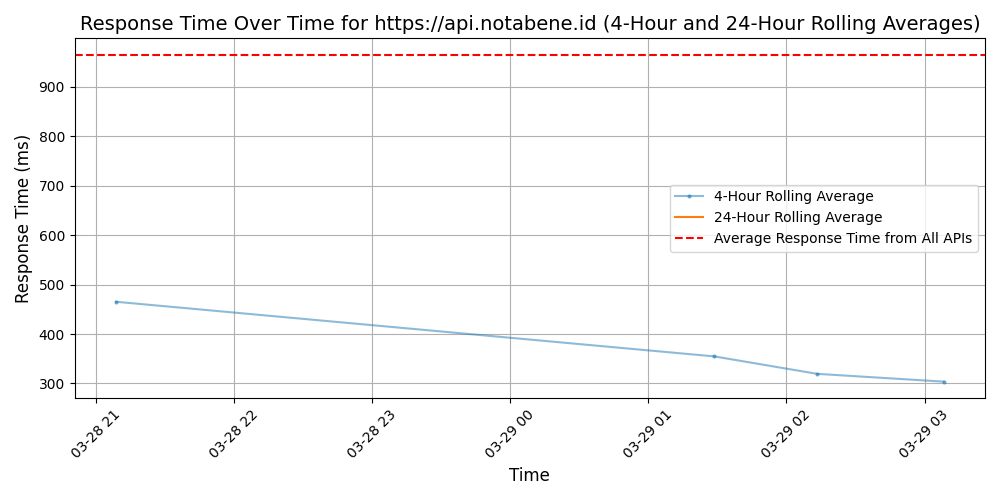 Response Time Over Time for https://api.notabene.id (4-Hour and 24-Hour Rolling Averages)
Response Time (ms)
900
800
700
600
500
400
300
4-Hour Rolling Average
24-Hour Rolling Average
Average Response Time from All APIs
03-28 21
03-28 22
03-28 23
03-29 00
03-29 01
03-29 02
03-29 03
Time